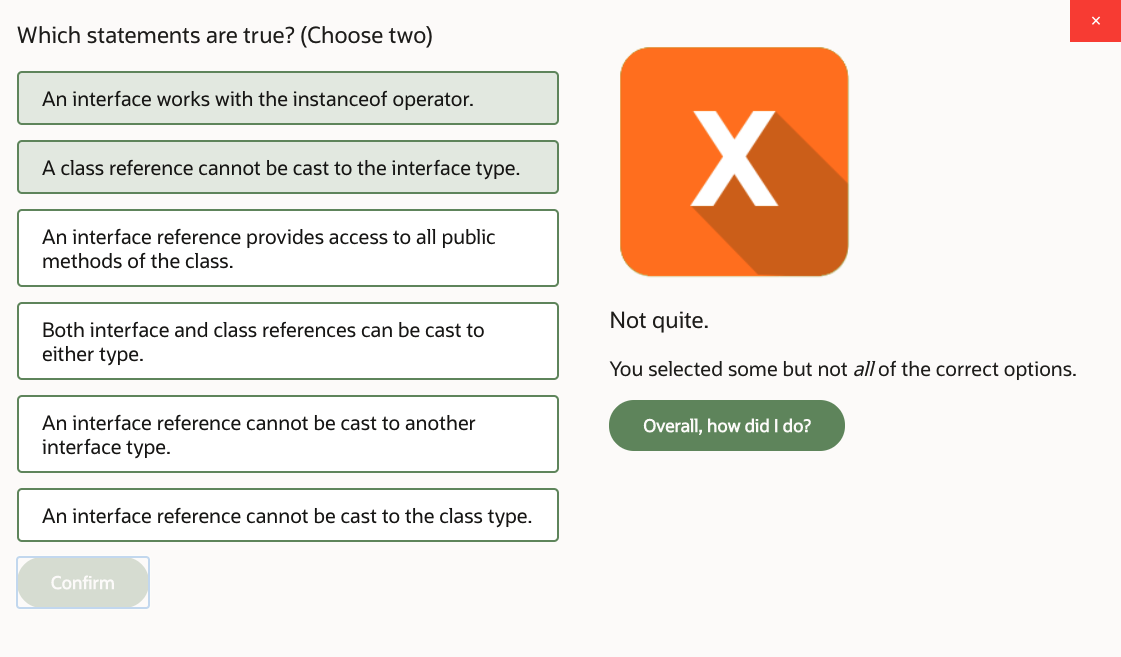 Which statements are true? (Choose two)
×
An interface works with the instanceof operator.
A class reference cannot be cast to the interface type.
An interface reference provides access to all public
methods of the class.
Both interface and class references can be cast to
either type.
An interface reference cannot be cast to another
interface type.
An interface reference cannot be cast to the class type.
Confirm
X
Not quite.
You selected some but not all of the correct options.
Overall, how did I do?